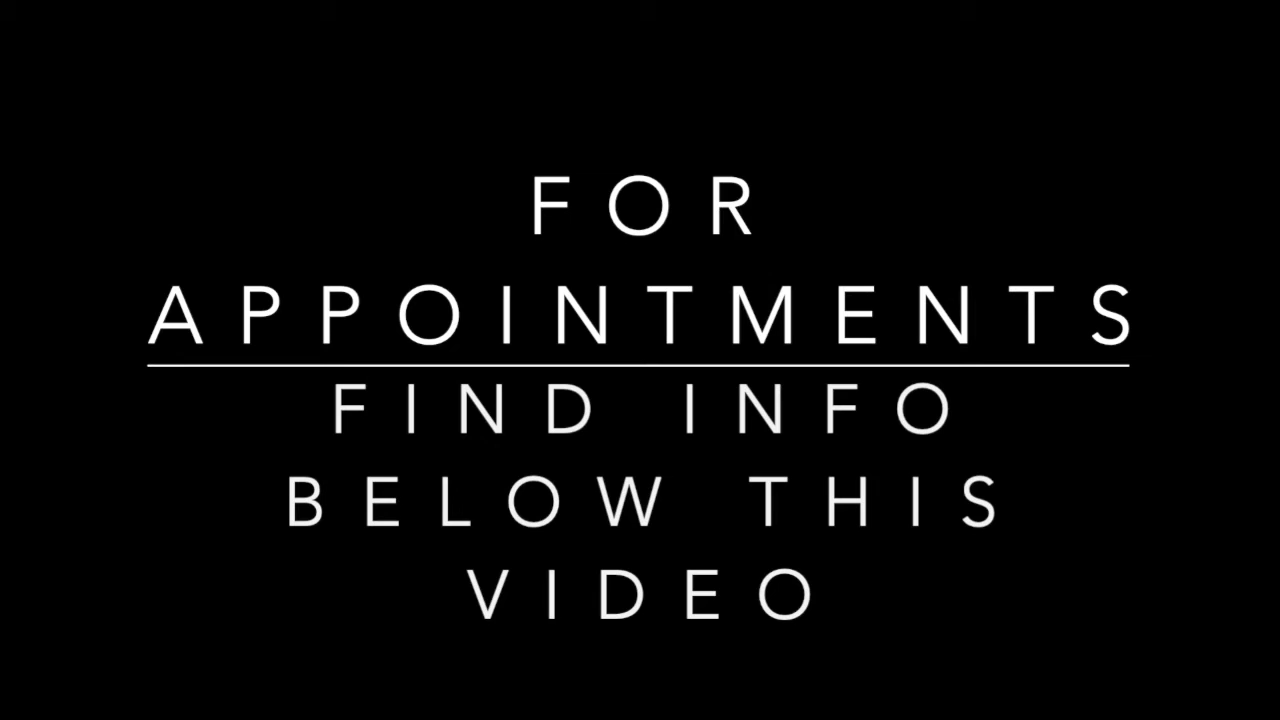 FOR
APPOINTMENTS
FIND INFO
BELOW THIS
VIDEO